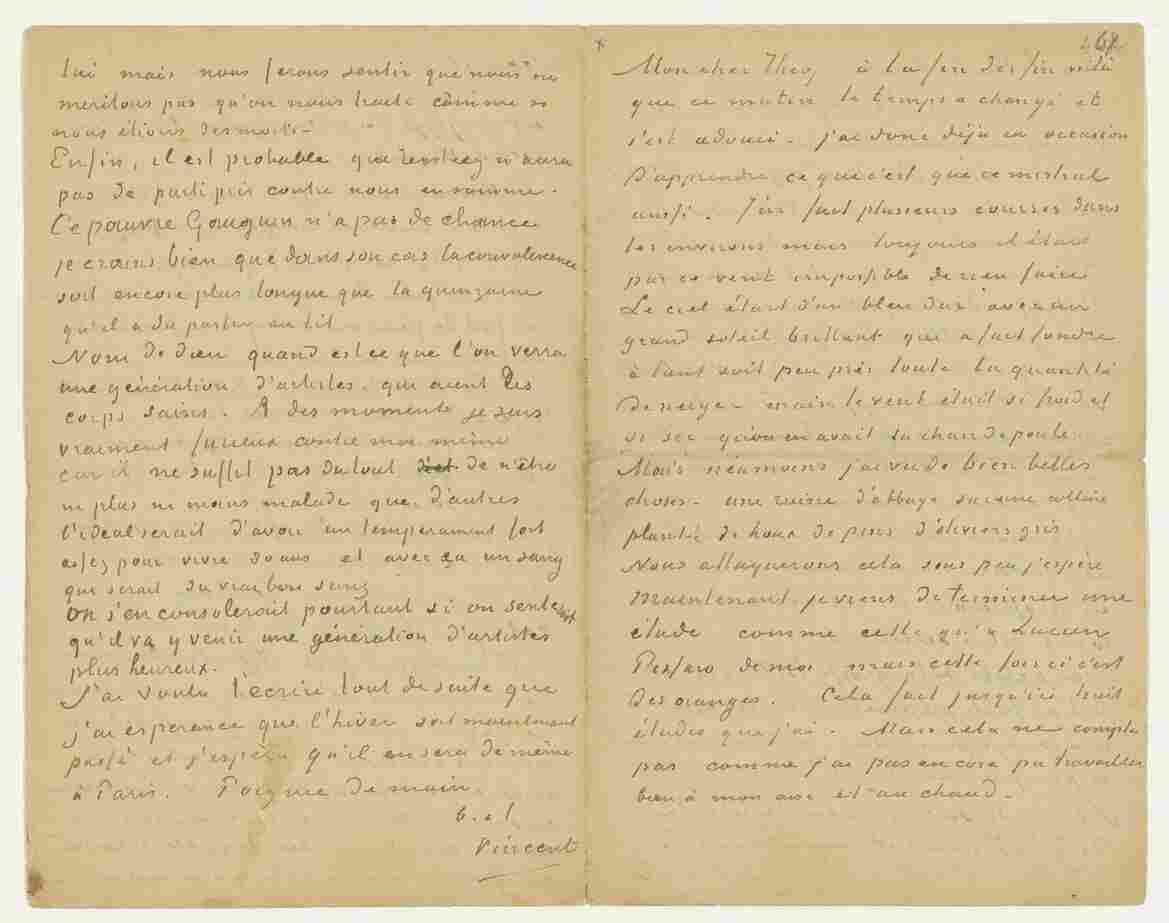 lui mais nous ferons sentir que nous ne
meritons pas qu'on nous traite comme si
nous étions des morts –
Enfin, il est probable que Tersteeg n'aura
pas de parti pris contre nous en somme.
Ce pauvre Gauguin n'a pas de chance
je crains bien que dans son cas la convalescence
soit encore plus longue que la quinzaine
qu'il a dû passer au lit
Nom de dieu quand est ce que l'on verra
une génération d'artistes qui aient des
corps sains. A des moments je suis
vraiment furieux contre moi même
car il ne suffit pas du tout de n'être
ni plus ni moins malade que d'autres
l'idéal serait d'avoir un temperament fort
assez pour vivre 80 ans et avec ça un sang
qui serait du vrai bon sang
On s'en consolerait pourtant si on sentait
qu'il va y venir une génération d'artistes
plus heureux.
J'ai voulu t'écrire tout de suite que
j'ai esperance que l'hiver soit maintenant
passé et j'espère qu'il en sera de même
à Paris. Poignée de main.
t. à t
Vincent
Mon cher Theo, à la fin des fin voilà
que ce matin le temps a changé et
s'est adouci – j'ai donc déjà eu occasion
d'apprendre ce que c'est que ce mistral
aussi. J'ai fait plusieurs courses dans
les environs mais toujours il était
par ce vent impossible de rien faire
Le ciel était d'un bleu dur avec un
grand soleil brillant qui a fait fondre
à tant soit peu près toute la quantité
de neige – mais le vent était si froid et
si sec qu'on en avait la chair de poule.
Mais néanmoins j'ai vu de bien belles
choses – une ruine d'abbaye sur une colline
plantée de houx de pins d'oliviers gris
Nous attaquerons cela sous peu j'espère
Maintenant je viens de terminer une
étude comme celle qu'a Lucien
Pissaro de moi mais cette fois ci c'est
des oranges. Cela fait jusqu'ici huit
études que j'ai. Mais cela ne compte
pas comme j'ai pas encore pu travailler
bien à mon aise et au chaud –